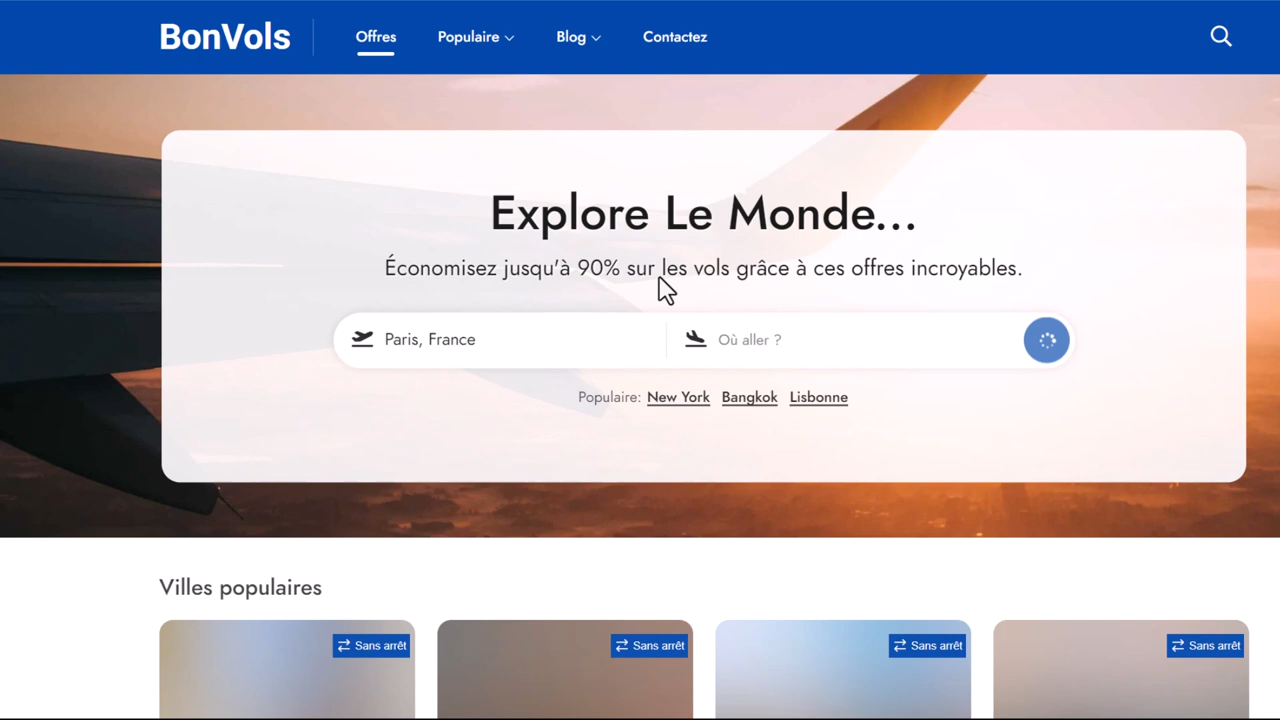 BonVols
Offres
Populaire
Blog
Contactez
Explore Le Monde...
Économisez jusqu'à 90% sur les vols grâce à ces offres incroyables.
Paris, France
Où aller ?
Populaire: New York Bangkok Lisbonne
Villes populaires
Sans arrêt
Sans arrêt
Sans arrêt
Sans arrêt